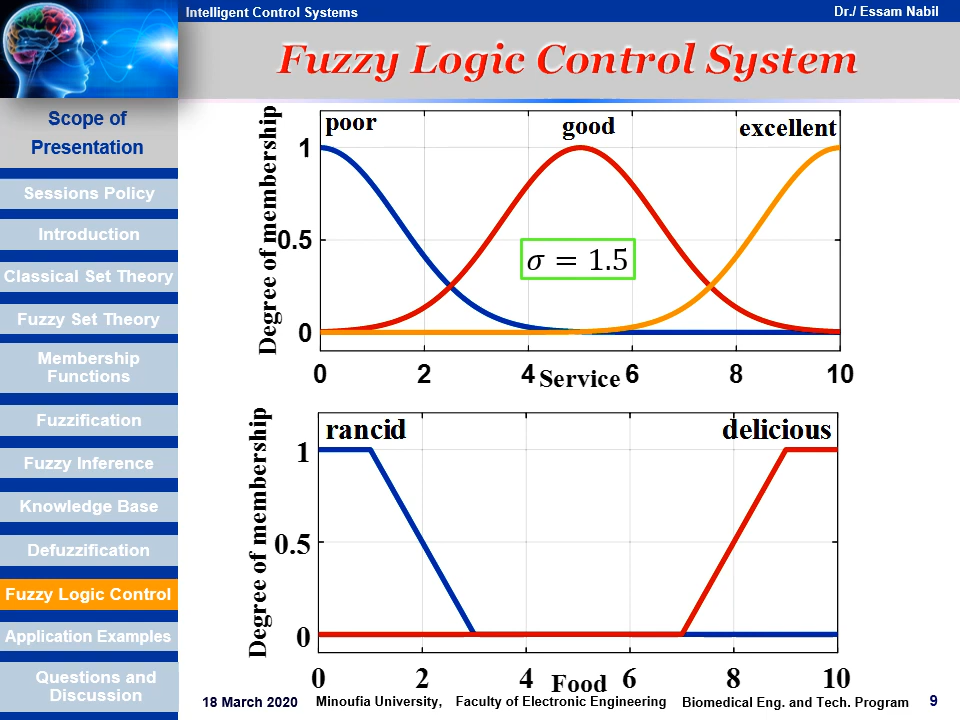 Intelligent Control Systems
Dr./ Essam Nabil
Fuzzy Logic Control System
Scope of
Presentation
Sessions Policy
Introduction
Classical Set Theory
Fuzzy Set Theory
Membership
Functions
Fuzzification
Fuzzy Inference
Knowledge Base
Defuzzification
Fuzzy Logic Control
Application Examples
Questions and
Discussion
poor good excellent
Degree of membership
1
0.5
0
σ = 1.5
0 2 4 6 8 10
Service
rancid delicious
Degree of membership
1
0.5
0
0 2 4 6 8 10
Food
18 March 2020 Minoufia University, Faculty of Electronic Engineering Biomedical Eng. and Tech. Program 9